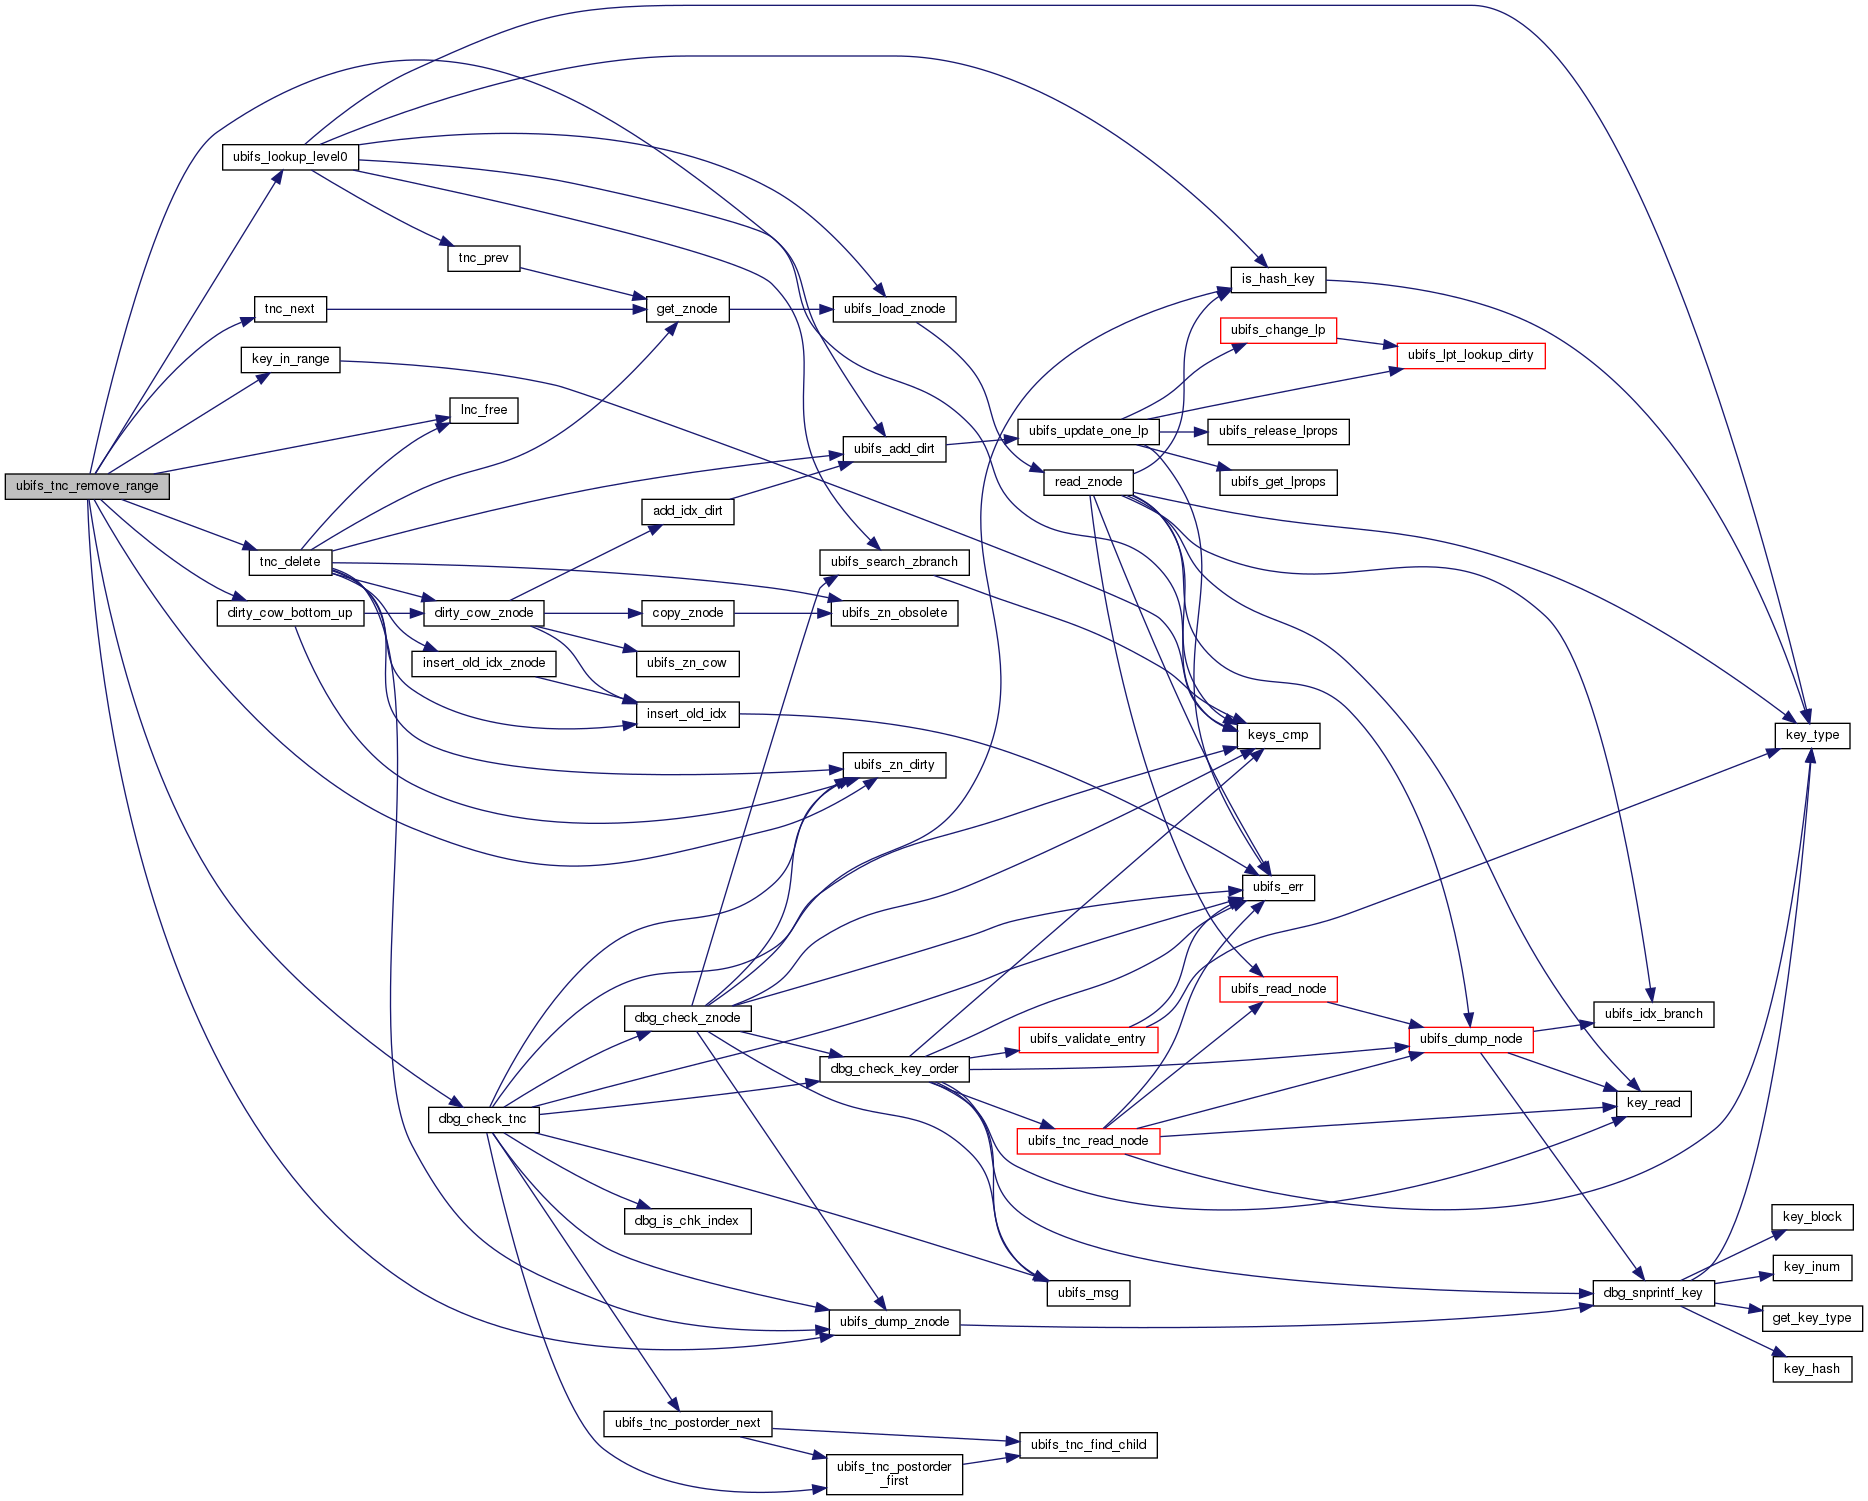 ubifs_tnc_remove_range
ubifs_lookup_level0
tnc_next
key_in_range
tnc_delete
dirty_cow_bottom_up
tnc_prev
lnc_free
dirty_cow_znode
insert_old_idx_znode
dbg_check_tnc
get_znode
add_idx_dirt
copy_znode
ubifs_zn_cow
insert_old_idx
dbg_check_znode
dbg_is_chk_index
ubifs_tnc_postorder_next
ubifs_load_znode
ubifs_add_dirt
ubifs_search_zbranch
ubifs_zn_obsolete
ubifs_zn_dirty
dbg_check_key_order
ubifs_dump_znode
ubifs_tnc_postorder
_first
ubifs_update_one_lp
read_znode
ubifs_validate_entry
ubifs_tnc_read_node
ubifs_msg
ubifs_tnc_find_child
is_hash_key
ubifs_change_lp
ubifs_release_lprops
ubifs_get_lprops
keys_cmp
ubifs_err
ubifs_read_node
ubifs_lpt_lookup_dirty
ubifs_dump_node
ubifs_idx_branch
key_read
dbg_snprintf_key
key_type
key_block
key_inum
get_key_type
key_hash